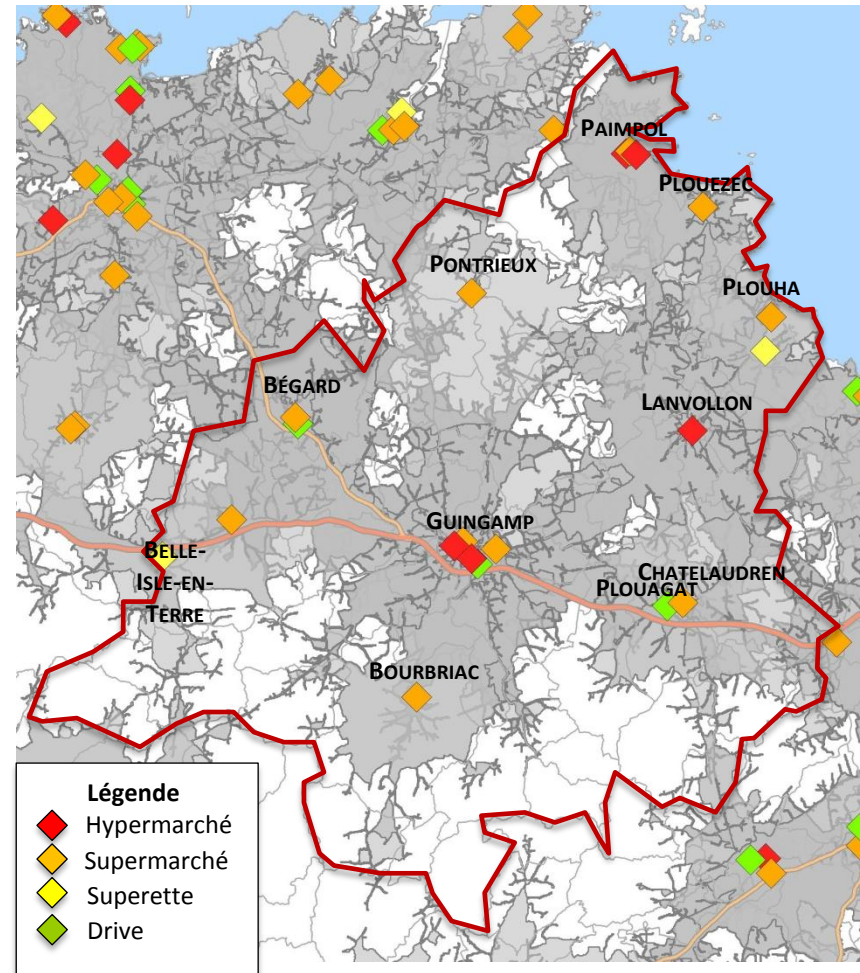 PAIMPOL
PLOUEZEC
PONTRIEUX
PLOUHA
BÉGARD
LANVOLLON
GUINGAMP
BELLE-
ISLE-EN-
TERRE
CHATELAUDREN
PLOUAGAT
BOURBRIAC
Légende
Hypermarché
Supermarché
Superette
Drive